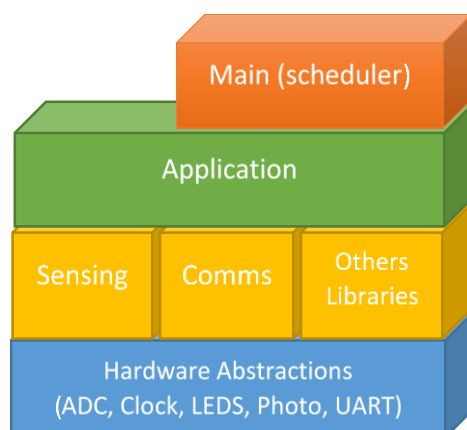 Main (scheduler)
Application
Sensing
Comms
Others
Libraries
Hardware Abstractions
(ADC, Clock, LEDS, Photo, UART)